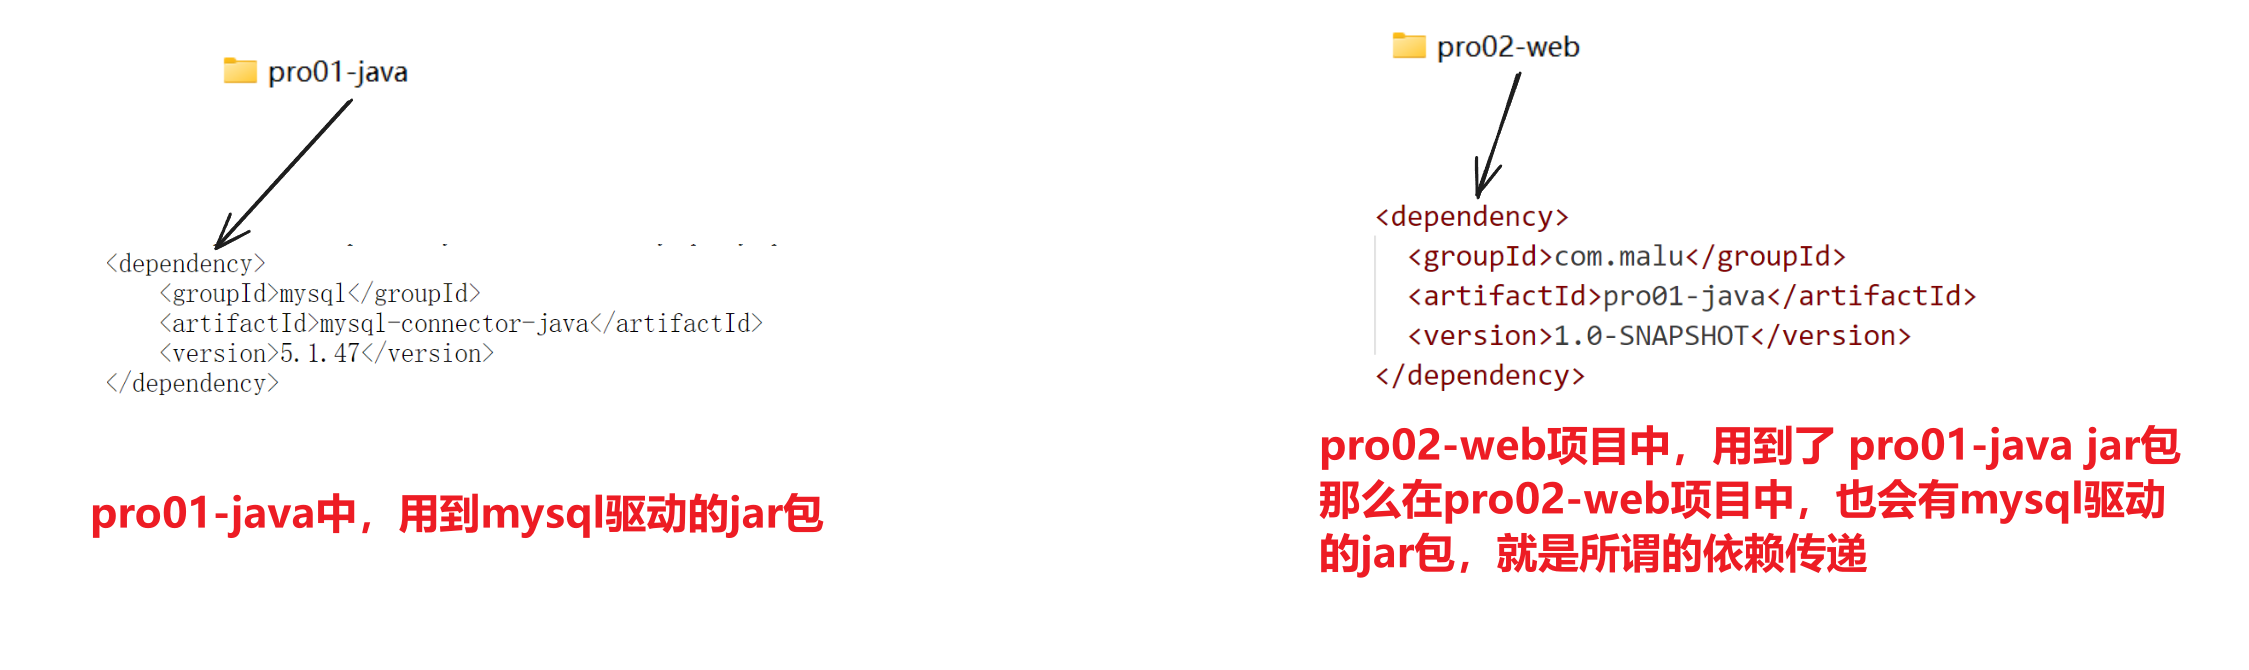 pro01-java
<dependency>
<groupId>mysql</groupId>
<artifactId>mysql-connector-java</artifactId>
<version>5.1.47</version>
</dependency>
pro01-java中，用到mysql驱动的jar包
pro02-web
<dependency>
<groupId>com.malu</groupId>
<artifactId>pro01-java</artifactId>
<version>1.0-SNAPSHOT</version>
</dependency>
pro02-web项目中，用到了 pro01-java jar包
那么在pro02-web项目中，也会有mysql驱动
的jar包，就是所谓的依赖传递